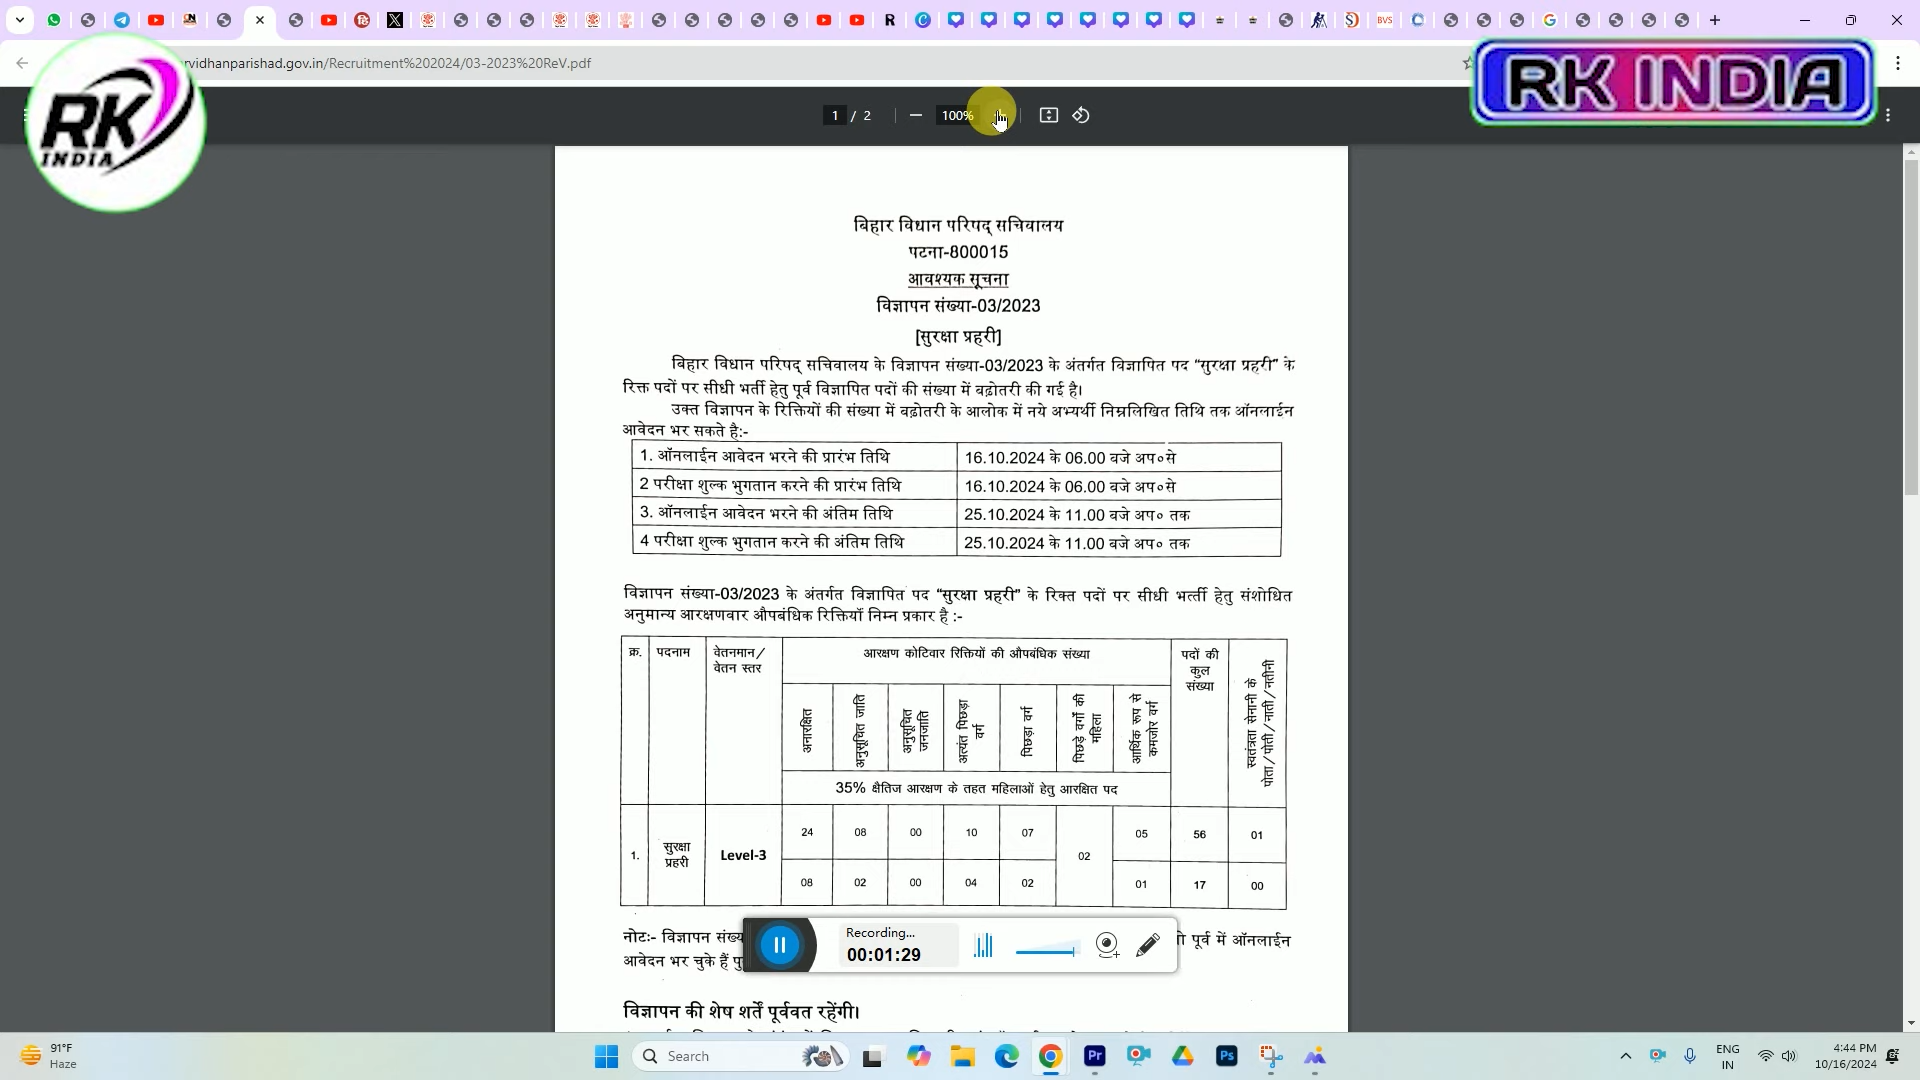 rvidhanparishad.gov.in/Recruitment%202024/03-2023%20ReV.pdf
RK INDIA
RK
INDIA
1 / 2
100%
बिहार विधान परिषद् सचिवालय
पटना-800015
आवश्यक सूचना
विज्ञापन संख्या-03/2023
[सुरक्षा प्रहरी]
बिहार विधान परिषद् सचिवालय के विज्ञापन संख्या-03/2023 के अंतर्गत विज्ञापित पद “सुरक्षा प्रहरी” के
रिक्त पदों पर सीधी भर्ती हेतु पूर्व विज्ञापित पदों की संख्या में बढ़ोतरी की गई है।
उक्त विज्ञापन के रिक्तियों की संख्या में बढ़ोतरी के आलोक में नये अभ्यर्थी निम्नलिखित तिथि तक ऑनलाईन
आवेदन भर सकते है:-
1. ऑनलाईन आवेदन भरने की प्रारंभ तिथि 16.10.2024 के 06.00 बजे अप०से
2 परीक्षा शुल्क भुगतान करने की प्रारंभ तिथि 16.10.2024 के 06.00 बजे अप०से
3. ऑनलाईन आवेदन भरने की अंतिम तिथि 25.10.2024 के 11.00 बजे अप० तक
4 परीक्षा शुल्क भुगतान करने की अंतिम तिथि 25.10.2024 के 11.00 बजे अप० तक
विज्ञापन संख्या-03/2023 के अंतर्गत विज्ञापित पद “सुरक्षा प्रहरी” के रिक्त पदों पर सीधी भर्त्ती हेतु संशोधित
अनुमान्य आरक्षणवार औपबंधिक रिक्तियाँ निम्न प्रकार है :-
क्र. पदनाम वेतनमान/ आरक्षण कोटिवार रिक्तियों की औपबंधिक संख्या पदों की
वेतन स्तर कुल
संख्या
स्वतंत्रता सेनानी के
पोता/पोती/नाती/नतीनी
अनारक्षित
अनुसूचित जाति
अनुसूचित
जनजाति
अत्यंत पिछड़ा
वर्ग
पिछड़ा वर्ग
पिछड़े वर्गों की
महिला
आर्थिक रूप से
कमजोर वर्ग
35% क्षैतिज आरक्षण के तहत महिलाओं हेतु आरक्षित पद
24 08 00 10 07 05 56 01
1. सुरक्षा Level-3 02
प्रहरी
08 02 00 04 02 01 17 00
नोटः- विज्ञापन संख्य पूर्व में ऑनलाईन
आवेदन भर चुके हैं पु
विज्ञापन की शेष शर्तें पूर्ववत रहेंगी।
Recording...
00:01:29
91°F
Haze
Search
ENG
IN
4:44 PM
10/16/2024